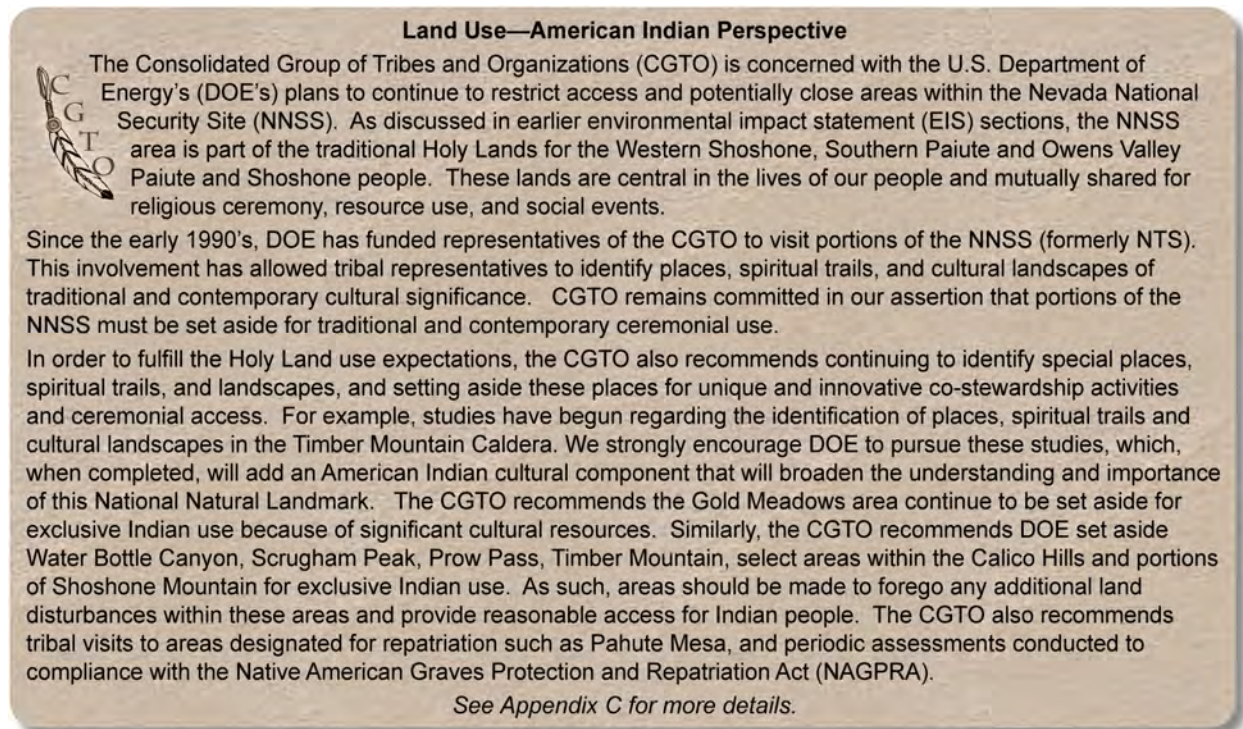 Land Use—American Indian Perspective
The Consolidated Group of Tribes and Organizations (CGTO) is concerned with the U.S. Department of
Energy's (DOE's) plans to continue to restrict access and potentially close areas within the Nevada National
Security Site (NNSS).  As discussed in earlier environmental impact statement (EIS) sections, the NNSS
area is part of the traditional Holy Lands for the Western Shoshone, Southern Paiute and Owens Valley
Paiute and Shoshone people.  These lands are central in the lives of our people and mutually shared for
religious ceremony, resource use, and social events.
C
G
T
O
Since the early 1990's, DOE has funded representatives of the CGTO to visit portions of the NNSS (formerly NTS).
This involvement has allowed tribal representatives to identify places, spiritual trails, and cultural landscapes of
traditional and contemporary cultural significance.   CGTO remains committed in our assertion that portions of the
NNSS must be set aside for traditional and contemporary ceremonial use.
In order to fulfill the Holy Land use expectations, the CGTO also recommends continuing to identify special places,
spiritual trails, and landscapes, and setting aside these places for unique and innovative co-stewardship activities
and ceremonial access.  For example, studies have begun regarding the identification of places, spiritual trails and
cultural landscapes in the Timber Mountain Caldera. We strongly encourage DOE to pursue these studies, which,
when completed, will add an American Indian cultural component that will broaden the understanding and importance
of this National Natural Landmark.   The CGTO recommends the Gold Meadows area continue to be set aside for
exclusive Indian use because of significant cultural resources.  Similarly, the CGTO recommends DOE set aside
Water Bottle Canyon, Scrugham Peak, Prow Pass, Timber Mountain, select areas within the Calico Hills and portions
of Shoshone Mountain for exclusive Indian use.  As such, areas should be made to forego any additional land
disturbances within these areas and provide reasonable access for Indian people.  The CGTO also recommends
tribal visits to areas designated for repatriation such as Pahute Mesa, and periodic assessments conducted to
compliance with the Native American Graves Protection and Repatriation Act (NAGPRA).
See Appendix C for more details.